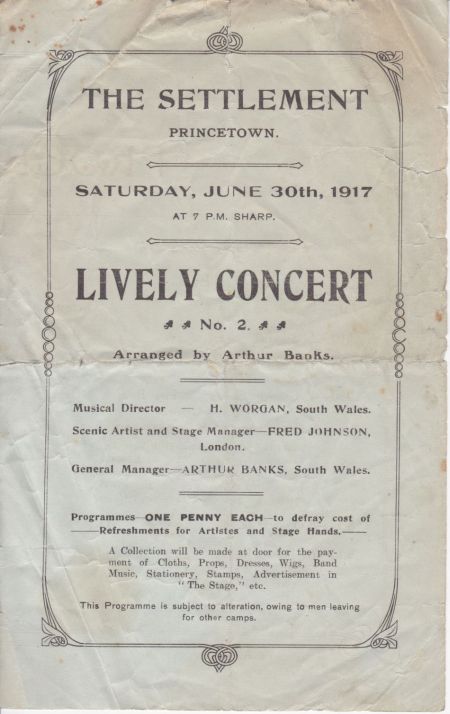 THE SETTLEMENT
PRINCETOWN.
SATURDAY, JUNE 30th, 1917
AT 7 P.M. SHARP.
LIVELY CONCERT
No. 2.
Arranged by Arthur Banks.
Musical Director — H. WORGAN, South Wales.
Scenic Artist and Stage Manager—FRED JOHNSON,
London.
General Manager—ARTHUR BANKS, South Wales.
Programmes—ONE PENNY EACH—to defray cost of
—Refreshments for Artistes and Stage Hands.—
A Collection will be made at door for the pay-
ment of Cloths, Props, Dresses, Wigs, Band
Music, Stationery, Stamps, Advertisement in
"The Stage," etc.
This Programme is subject to alteration, owing to men leaving
for other camps.